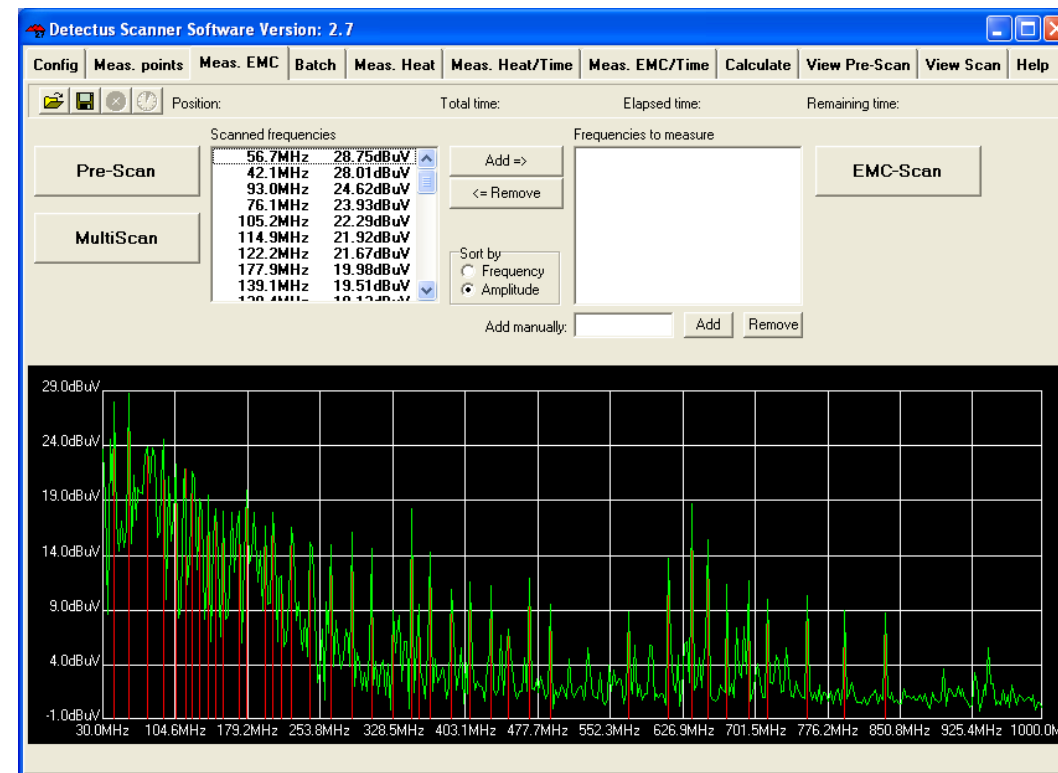 Detectus Scanner Software Version: 2.7
Config Meas. points Meas. EMC Batch Meas. Heat Meas. Heat/Time Meas. EMC/Time Calculate View Pre-Scan View Scan Help
Position: Total time: Elapsed time: Remaining time:
Scanned frequencies Frequencies to measure
Pre-Scan
MultiScan
56.7MHz 28.75dBuV
42.1MHz 28.01dBuV
93.0MHz 24.62dBuV
76.1MHz 23.93dBuV
105.2MHz 22.29dBuV
114.9MHz 21.92dBuV
122.2MHz 21.67dBuV
177.9MHz 19.98dBuV
139.1MHz 19.51dBuV
Add =>
<= Remove
Sort by
Frequency
Amplitude
EMC-Scan
Add manually: Add Remove
29.0dBuV
24.0dBuV
19.0dBuV
14.0dBuV
9.0dBuV
4.0dBuV
-1.0dBuV
30.0MHz 104.6MHz 179.2MHz 253.8MHz 328.5MHz 403.1MHz 477.7MHz 552.3MHz 626.9MHz 701.5MHz 776.2MHz 850.8MHz 925.4MHz 1000.0M